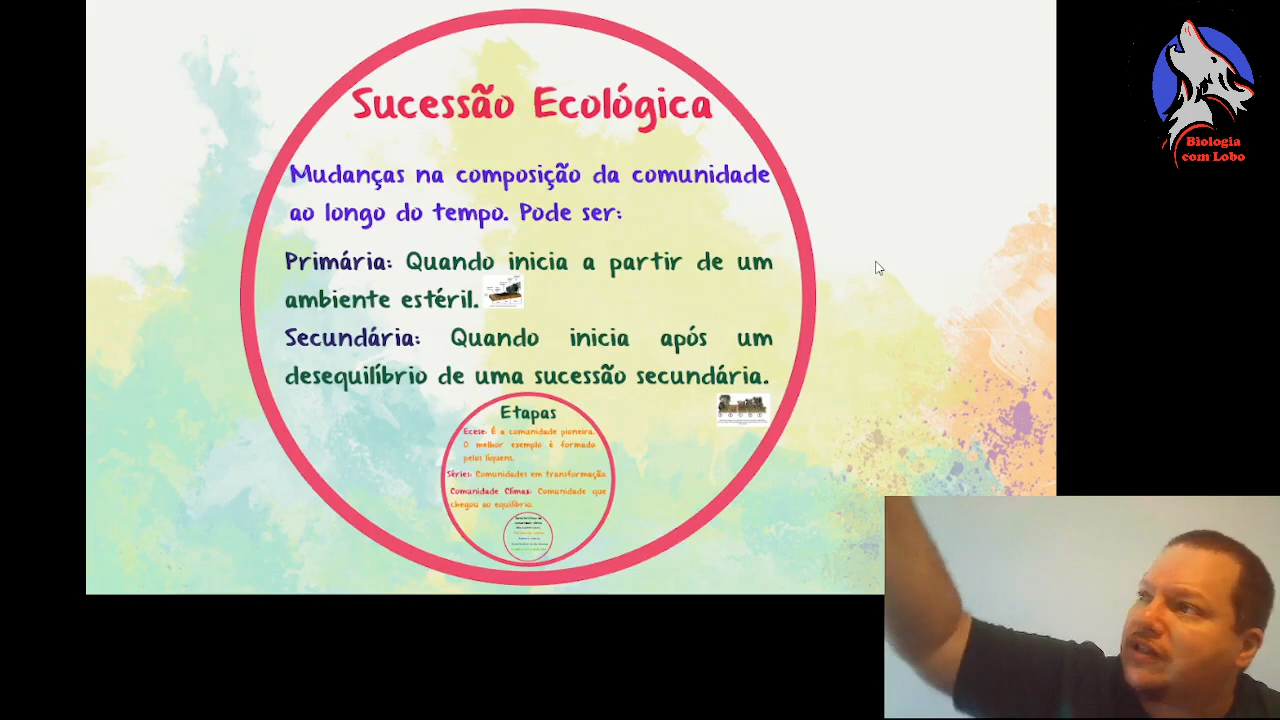 Sucessão Ecológica
Mudanças na composição da comunidade
ao longo do tempo. Pode ser:
Primária: Quando inicia a partir de um
ambiente estéril.
Secundária: Quando inicia após um
desequilíbrio de uma sucessão secundária.
Etapas
Ecese: É a comunidade pioneira.
O melhor exemplo é formado
pelos líquens.
Séries: Comunidades em transformação.
Comunidade Clímax: Comunidade que
chegou ao equilíbrio.
Biologia
com Lobo